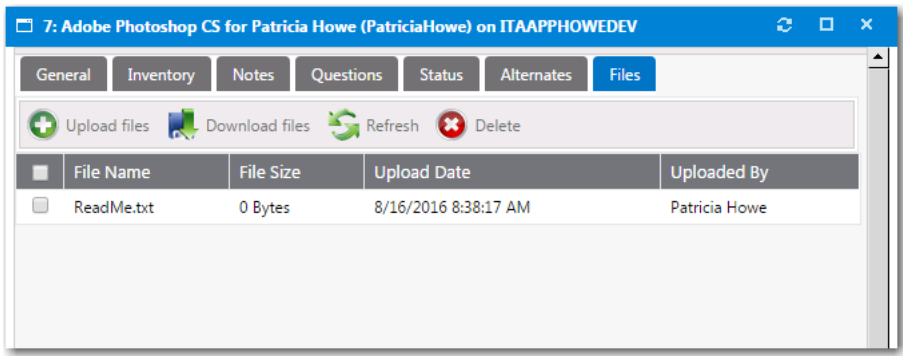 7: Adobe Photoshop CS for Patricia Howe (PatriciaHowe) on ITAAPPHOWEDEV
General Inventory Notes Questions Status Alternates Files
Upload files Download files Refresh Delete
File Name File Size Upload Date Uploaded By
ReadMe.txt 0 Bytes 8/16/2016 8:38:17 AM Patricia Howe